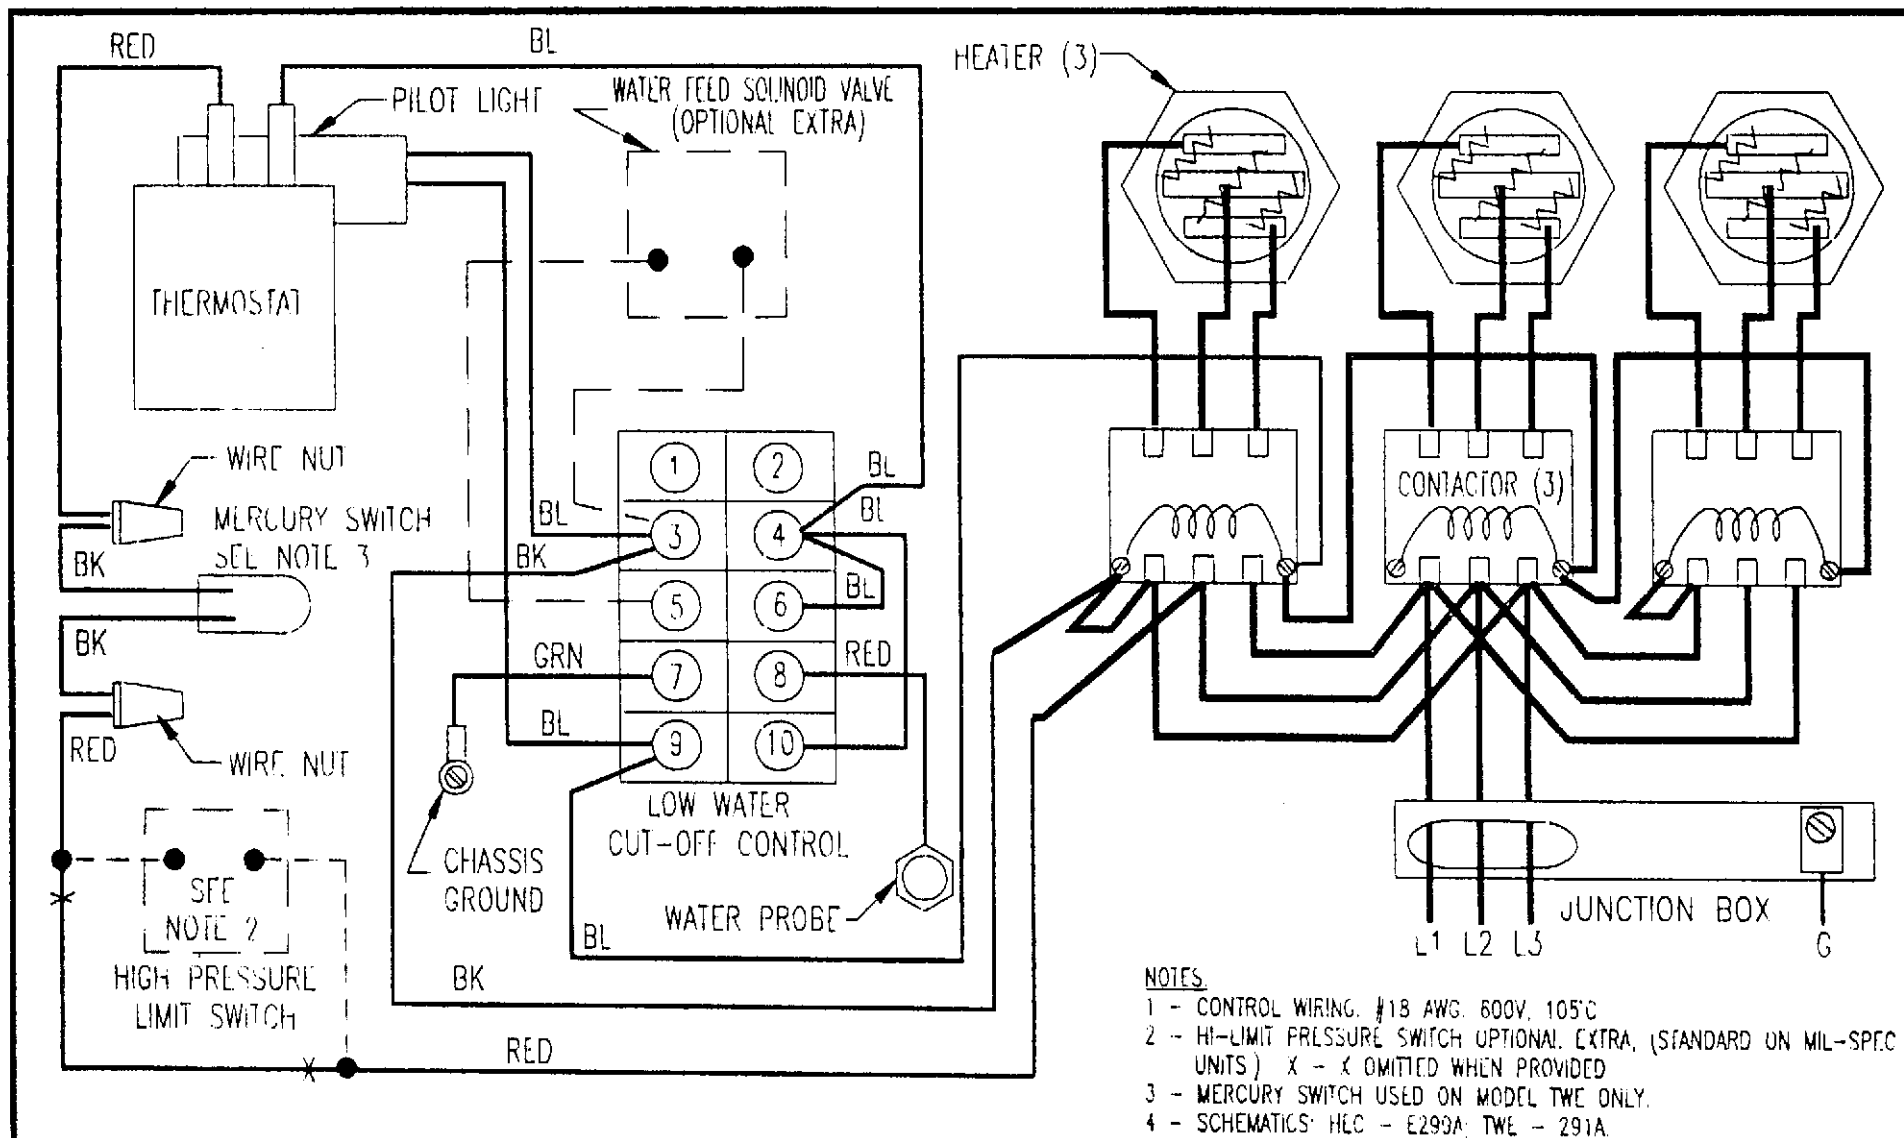 RED
BL
PILOT LIGHT
WATER FEED SOLINOID VALVE
(OPTIONAL EXTRA)
HEATER (3)
THERMOSTAT
WIRE NUT
MERCURY SWITCH
SEE NOTE 3
BK
BK
RED
WIRE NUT
SEE
NOTE 2
HIGH PRESSURE
LIMIT SWITCH
BL
BK
GRN
BL
1 2
3 4
5 6
7 8
9 10
BL
BL
BL
RED
LOW WATER
CUT-OFF CONTROL
CHASSIS
GROUND
WATER PROBE
BL
BK
RED
X
X
CONTACTOR (3)
JUNCTION BOX
L1 L2 L3 G
NOTES:
1 - CONTROL WIRING. #18 AWG. 600V, 105°C
2 - HI-LIMIT PRESSURE SWITCH OPTIONAL EXTRA, (STANDARD ON MIL-SPEC
UNITS) X - X OMITTED WHEN PROVIDED
3 - MERCURY SWITCH USED ON MODEL TWE ONLY.
4 - SCHEMATICS: HEC - E290A; TWE - 291A